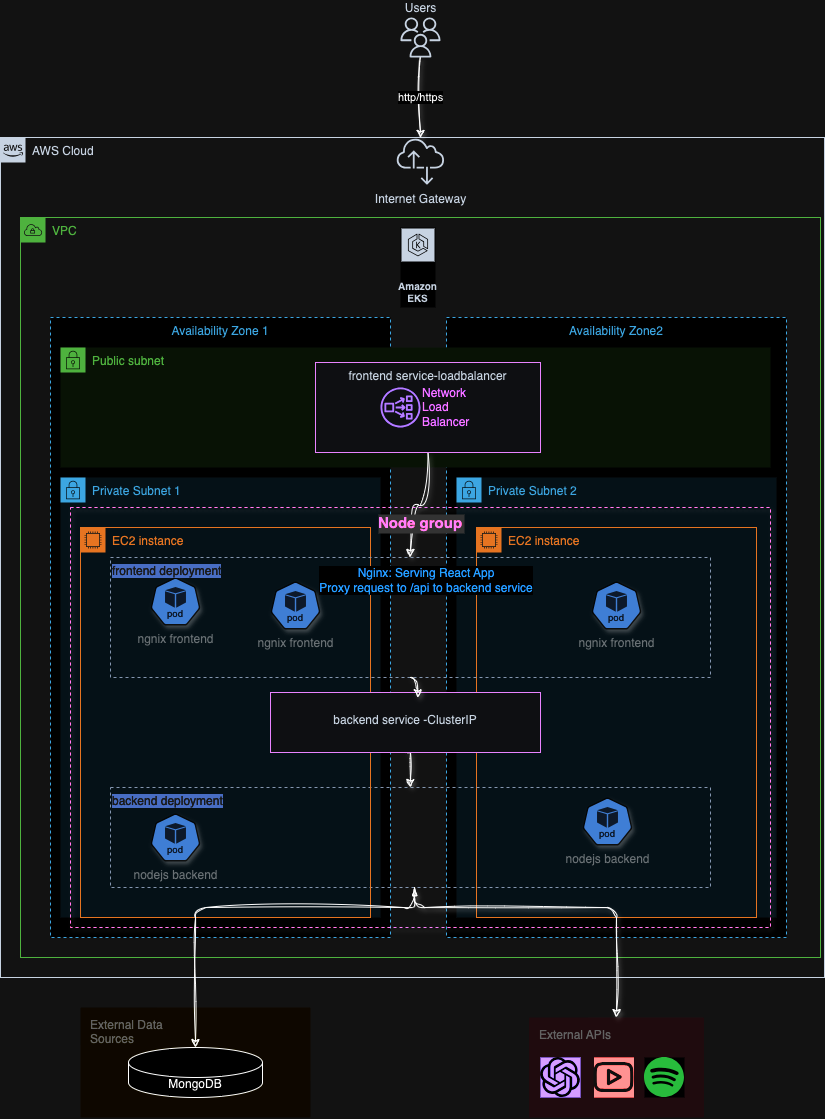 Users
http/https
aws
AWS Cloud
Internet Gateway
VPC
K
Amazon
EKS
Availability Zone 1
Availability Zone2
Public subnet
frontend service-loadbalancer
Network
Load
Balancer
Private Subnet 1
Private Subnet 2
Node group
EC2 instance
EC2 instance
frontend deployment
Nginx: Serving React App
Proxy request to /api to backend service
pod
pod
pod
ngnix frontend
ngnix frontend
ngnix frontend
backend service -ClusterIP
backend deployment
pod
pod
nodejs backend
nodejs backend
External Data
Sources
MongoDB
External APIs